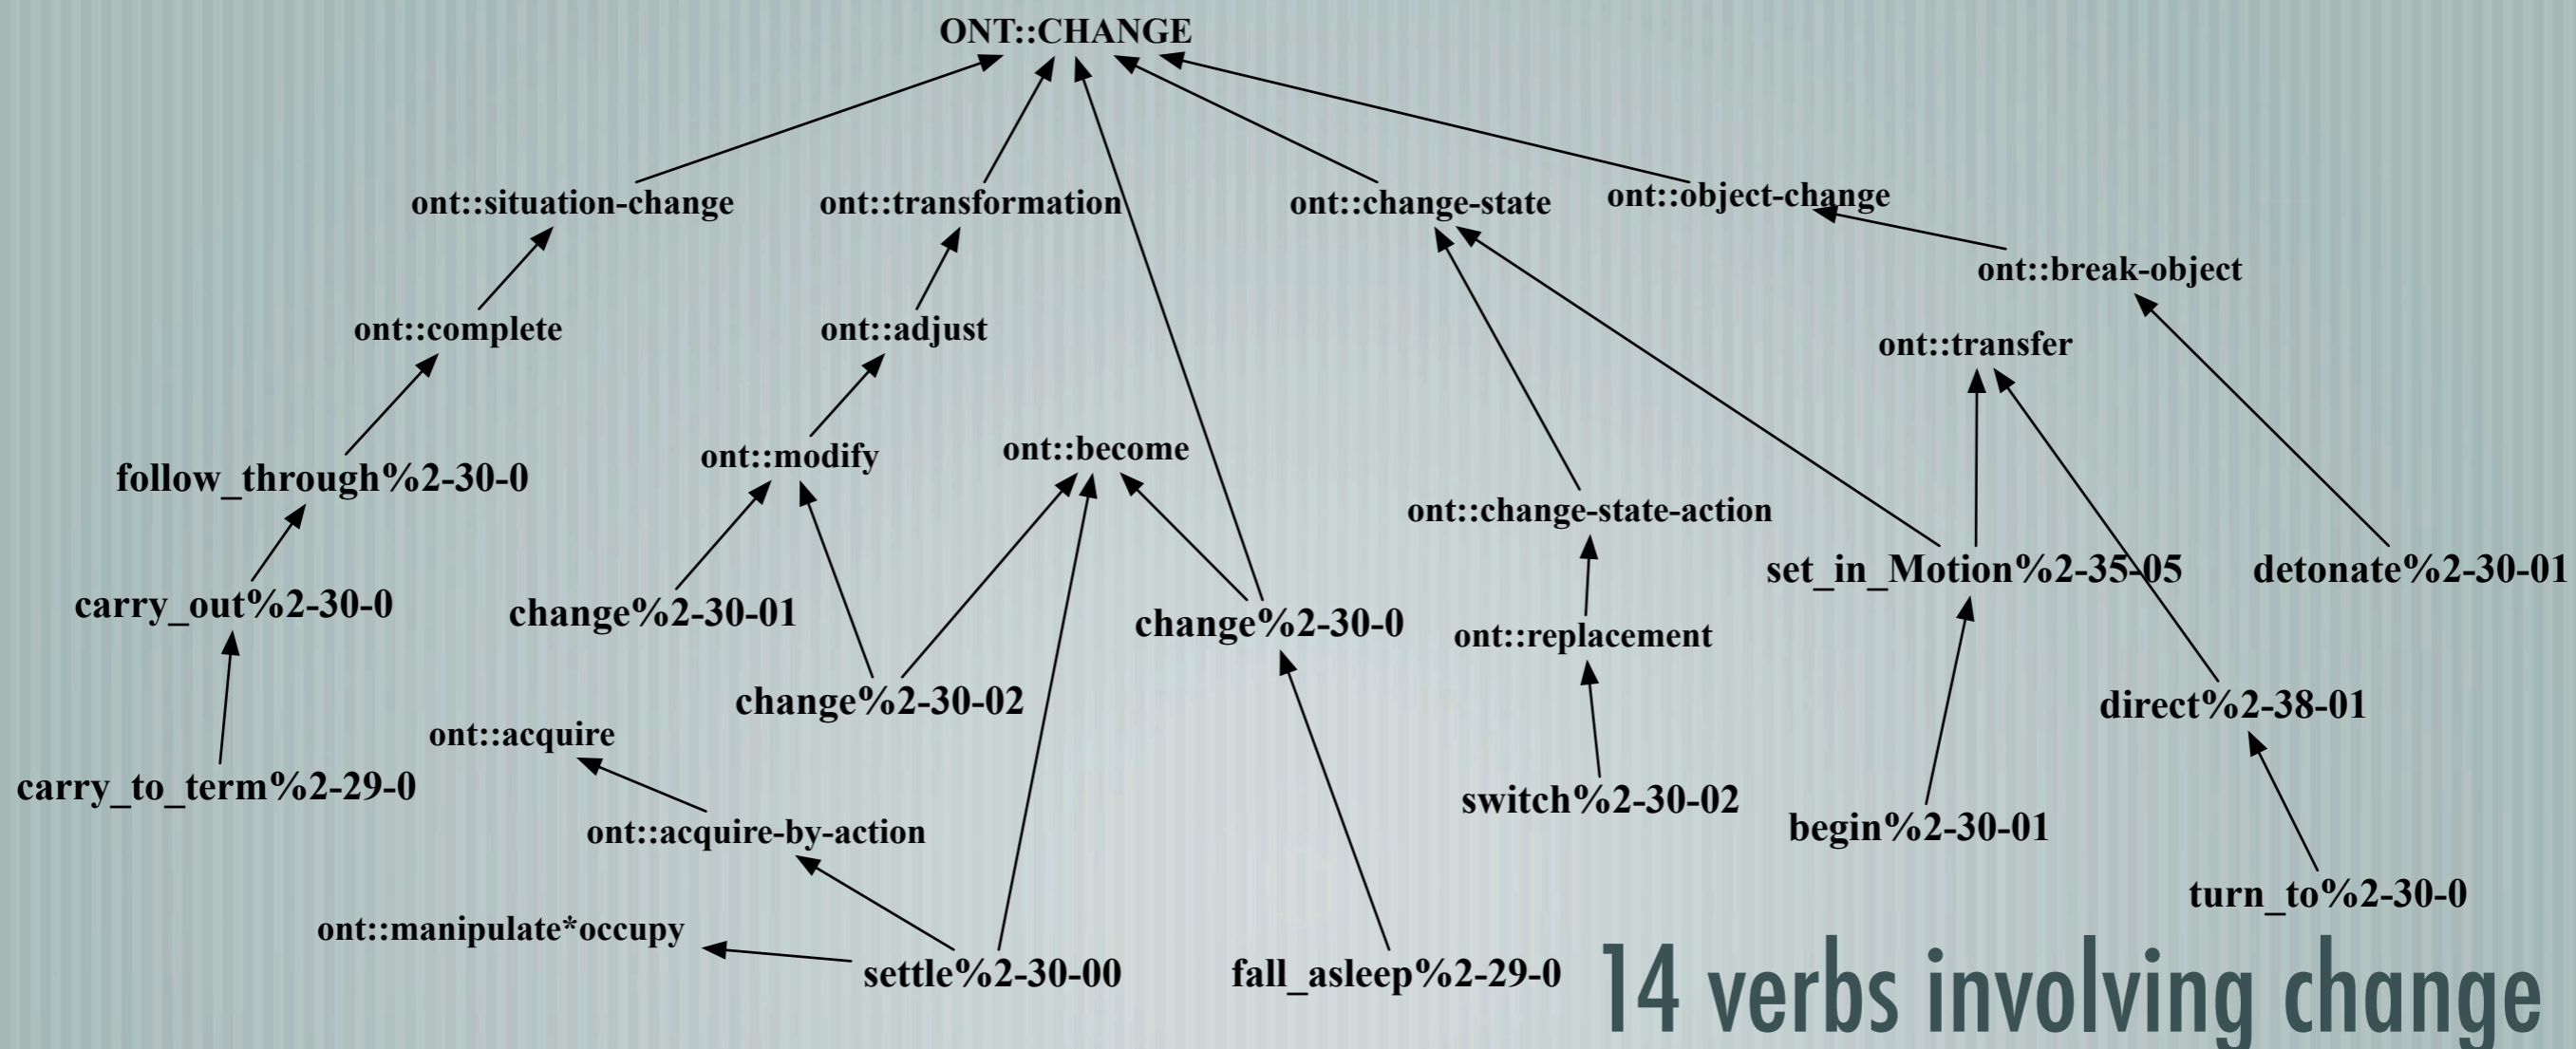 ONT::CHANGE
ont::situation-change
ont::transformation
ont::change-state
ont::object-change
ont::break-object
ont::complete
ont::adjust
ont::transfer
follow_through%2-30-0
ont::modify
ont::become
ont::change-state-action
set_in_Motion%2-35-05
detonate%2-30-01
carry_out%2-30-0
change%2-30-01
change%2-30-0
ont::replacement
change%2-30-02
direct%2-38-01
ont::acquire
carry_to_term%2-29-0
switch%2-30-02
ont::acquire-by-action
begin%2-30-01
turn_to%2-30-0
ont::manipulate*occupy
settle%2-30-00
fall_asleep%2-29-0
14 verbs involving change